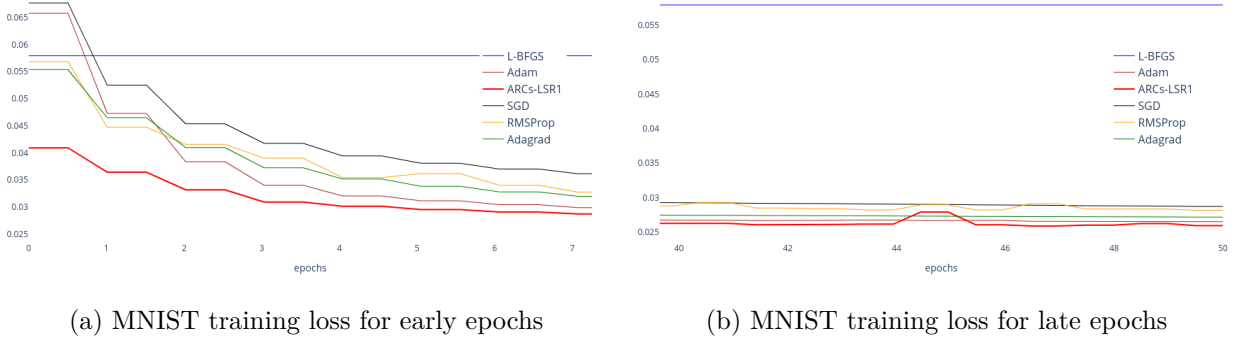 0.065
0.06
0.055
0.05
0.045
0.04
0.035
0.03
0.025
0 1 2 3 4 5 6 7
epochs
L-BFGS
Adam
ARCs-LSR1
SGD
RMSProp
Adagrad
(a) MNIST training loss for early epochs
0.055
0.05
0.045
0.04
0.035
0.03
0.025
40 42 44 46 48 50
epochs
L-BFGS
Adam
ARCs-LSR1
SGD
RMSProp
Adagrad
(b) MNIST training loss for late epochs